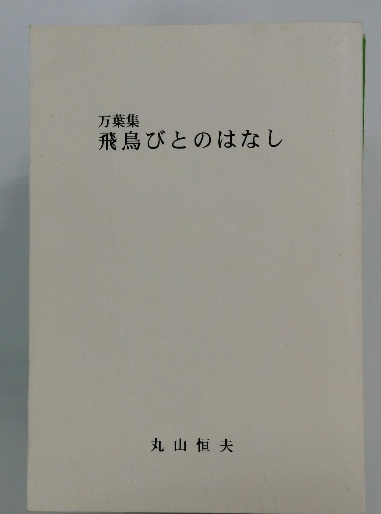 万葉集
飛鳥びとのはなし
丸山恒夫